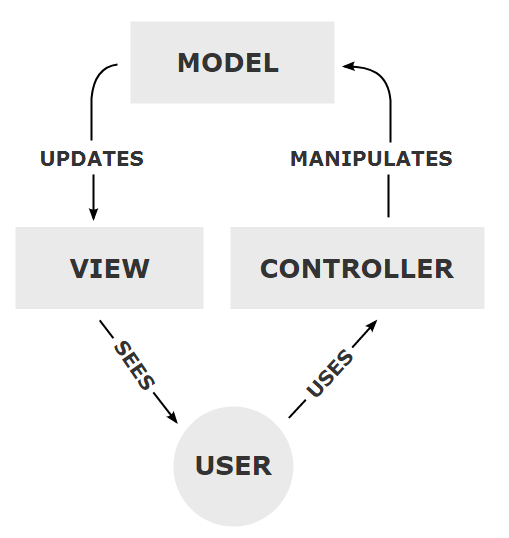 MODEL
UPDATES
MANIPULATES
VIEW
CONTROLLER
SEES
USES
USER